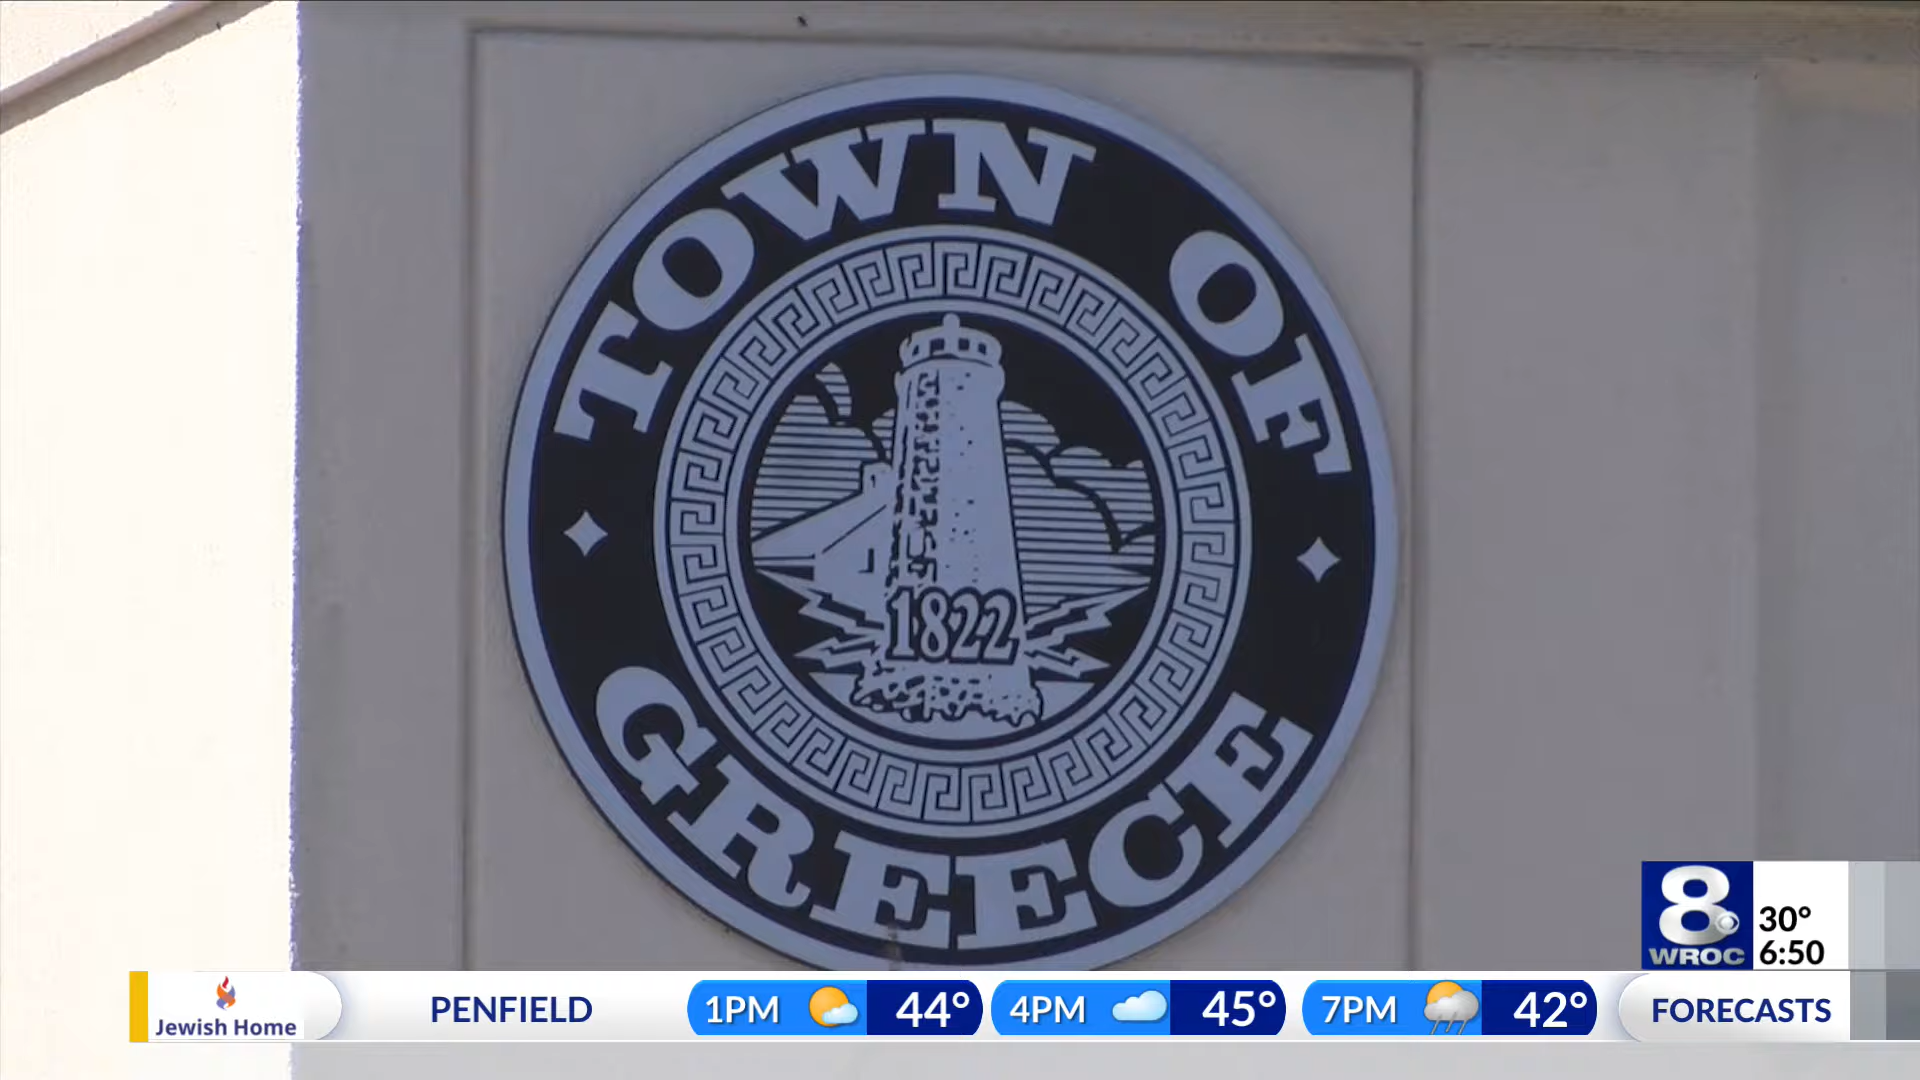 TOWN OF
1822
GREECE
8
WROC
30°
6:50
Jewish Home
PENFIELD
1PM 44°
4PM 45°
7PM 42°
FORECASTS